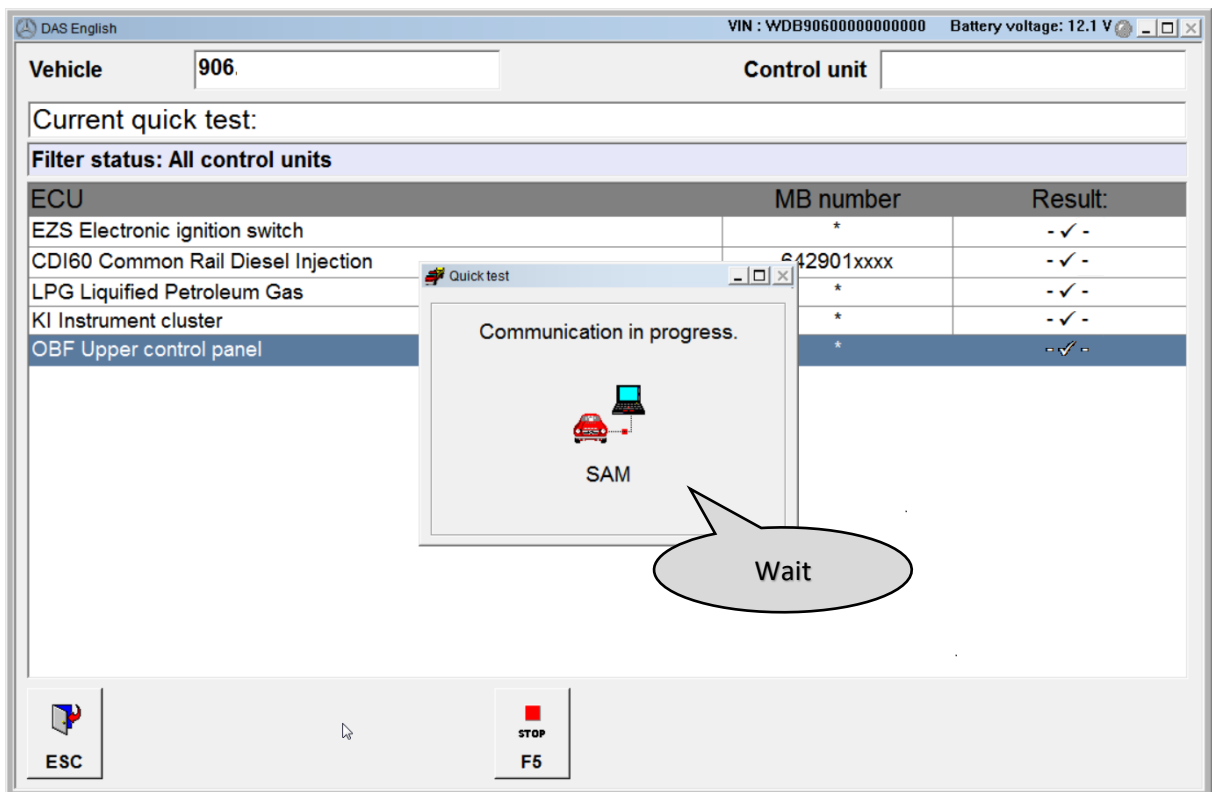 DAS English VIN : WDB90600000000000 Battery voltage: 12.1 V
Vehicle 906. Control unit
Current quick test:
Filter status: All control units
ECU MB number Result:
EZS Electronic ignition switch * - ✓ -
CDI60 Common Rail Diesel Injection 642901xxxx - ✓ -
LPG Liquified Petroleum Gas * - ✓ -
KI Instrument cluster * - ✓ -
OBF Upper control panel * - ✓ -
Quick test
Communication in progress.
SAM
Wait
STOP
ESC F5